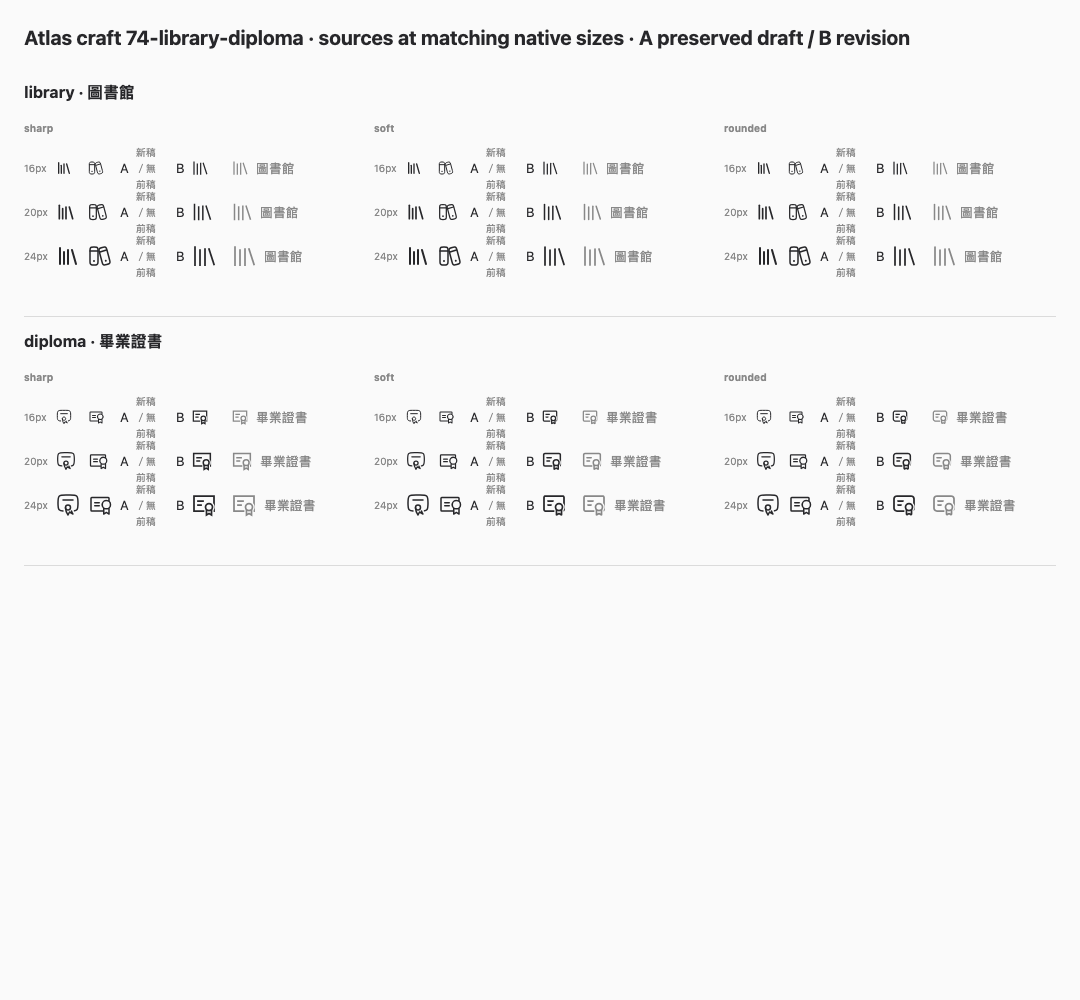 Atlas craft 74-library-diploma · sources at matching native sizes · A preserved draft / B revision
library · 圖書館
sharp
soft
rounded
16px A 新稿 / 無前稿 B 圖書館
16px A 新稿 / 無前稿 B 圖書館
16px A 新稿 / 無前稿 B 圖書館
20px A 新稿 / 無前稿 B 圖書館
20px A 新稿 / 無前稿 B 圖書館
20px A 新稿 / 無前稿 B 圖書館
24px A 新稿 / 無前稿 B 圖書館
24px A 新稿 / 無前稿 B 圖書館
24px A 新稿 / 無前稿 B 圖書館
diploma · 畢業證書
sharp
soft
rounded
16px A 新稿 / 無前稿 B 畢業證書
16px A 新稿 / 無前稿 B 畢業證書
16px A 新稿 / 無前稿 B 畢業證書
20px A 新稿 / 無前稿 B 畢業證書
20px A 新稿 / 無前稿 B 畢業證書
20px A 新稿 / 無前稿 B 畢業證書
24px A 新稿 / 無前稿 B 畢業證書
24px A 新稿 / 無前稿 B 畢業證書
24px A 新稿 / 無前稿 B 畢業證書